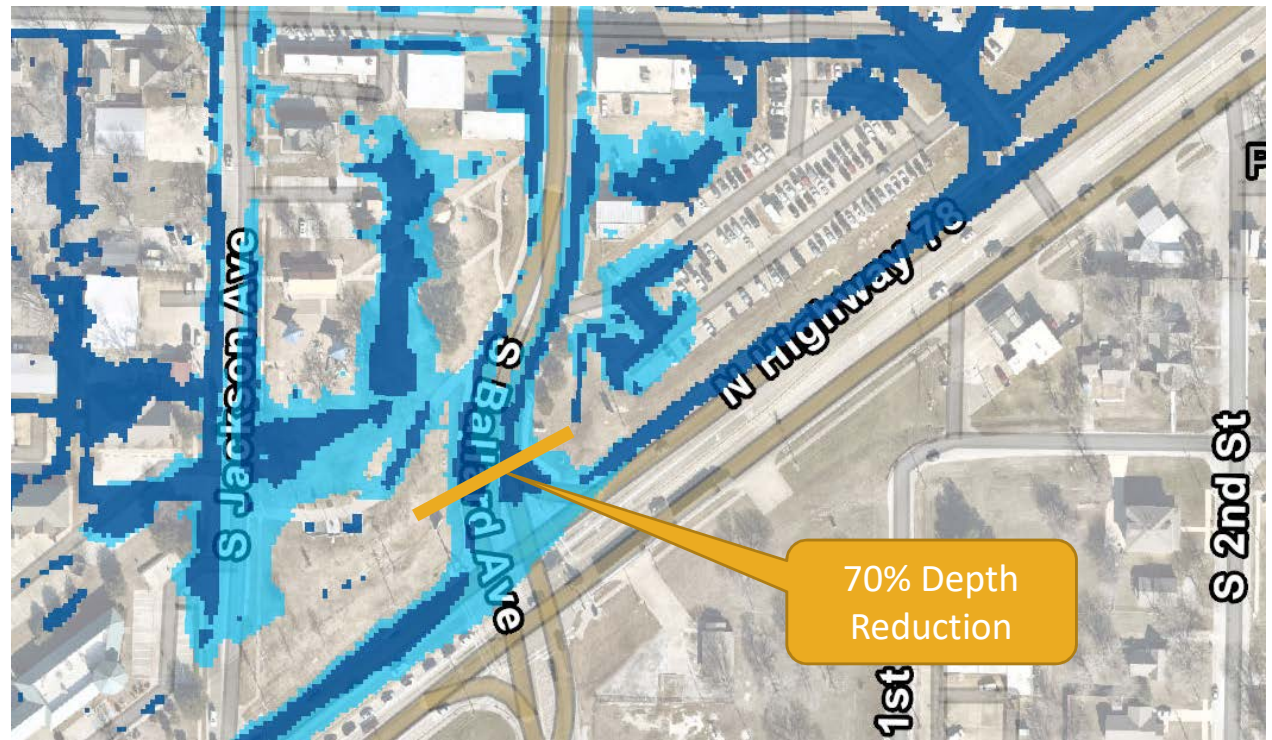 P
S Jackson Ave
N Highway 78
S Ballard Ave
S 2nd St
70% Depth
Reduction
1st